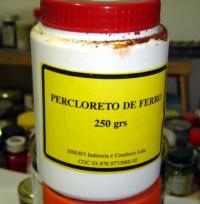 PERCLORETO DE FERRO
250 grs
SIMAVI Indústria e Comércio Ltda
CGC 03.878.977/0001-02